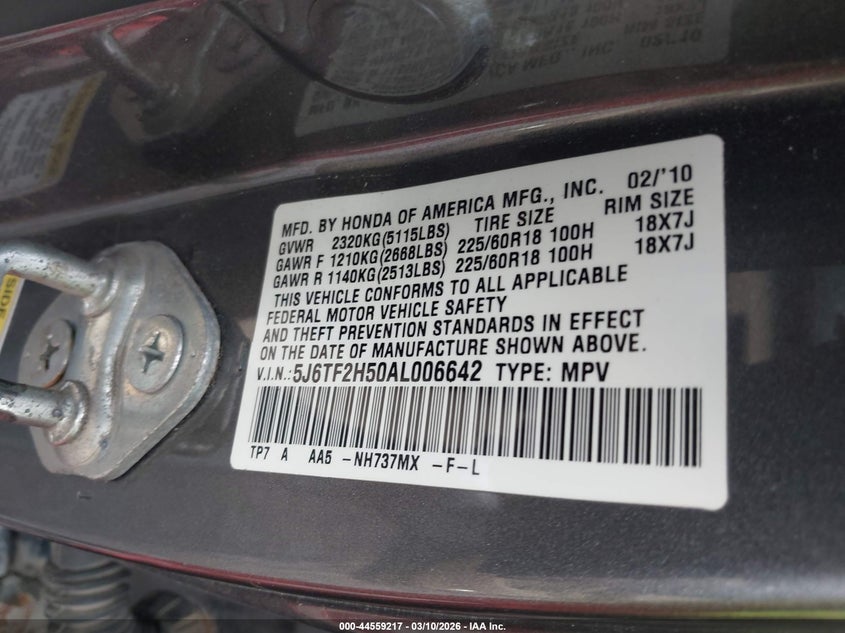 MFD. BY HONDA OF AMERICA MFG., INC. 02/'10
GVWR 2320KG(5115LBS) TIRE SIZE RIM SIZE
GAWR F 1210KG(2668LBS) 225/60R18 100H 18X7J
GAWR R 1140KG(2513LBS) 225/60R18 100H 18X7J
THIS VEHICLE CONFORMS TO ALL APPLICABLE
FEDERAL MOTOR VEHICLE SAFETY
AND THEFT PREVENTION STANDARDS IN EFFECT
ON THE DATE OF MANUFACTURE SHOWN ABOVE.
V.I.N.:5J6TF2H50AL006642 TYPE: MPV
TP7 A AA5 -NH737MX -F-L
SIDE
000-44559217 - 03/10/2026 - IAA Inc.